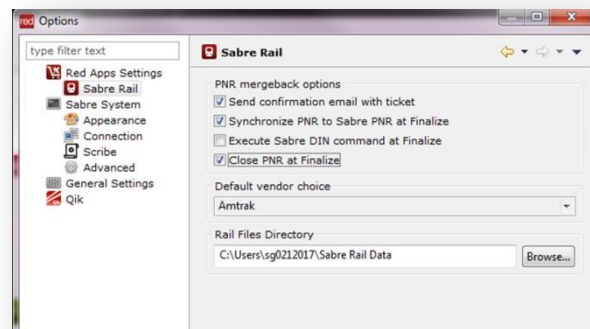 red Options
type filter text
Red Apps Settings
Sabre Rail
Sabre System
Appearance
Connection
Scribe
Advanced
General Settings
Qik
Sabre Rail
PNR mergeback options
Send confirmation email with ticket
Synchronize PNR to Sabre PNR at Finalize
Execute Sabre DIN command at Finalize
Close PNR at Finalize
Default vendor choice
Amtrak
Rail Files Directory
C:\Users\sg0212017\Sabre Rail Data
Browse...